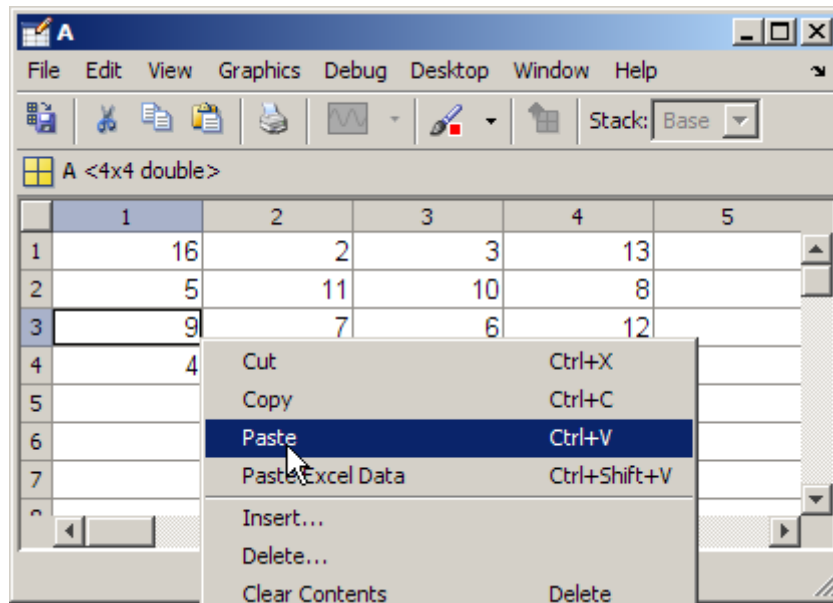 A
File Edit View Graphics Debug Desktop Window Help
Stack: Base
A <4x4 double>
1 2 3 4 5
1 16 2 3 13
2 5 11 10 8
3 9 7 6 12
4 4
Cut Ctrl+X
5
Copy Ctrl+C
6
Paste Ctrl+V
7
Paste Excel Data Ctrl+Shift+V
Insert...
Delete...
Clear Contents Delete